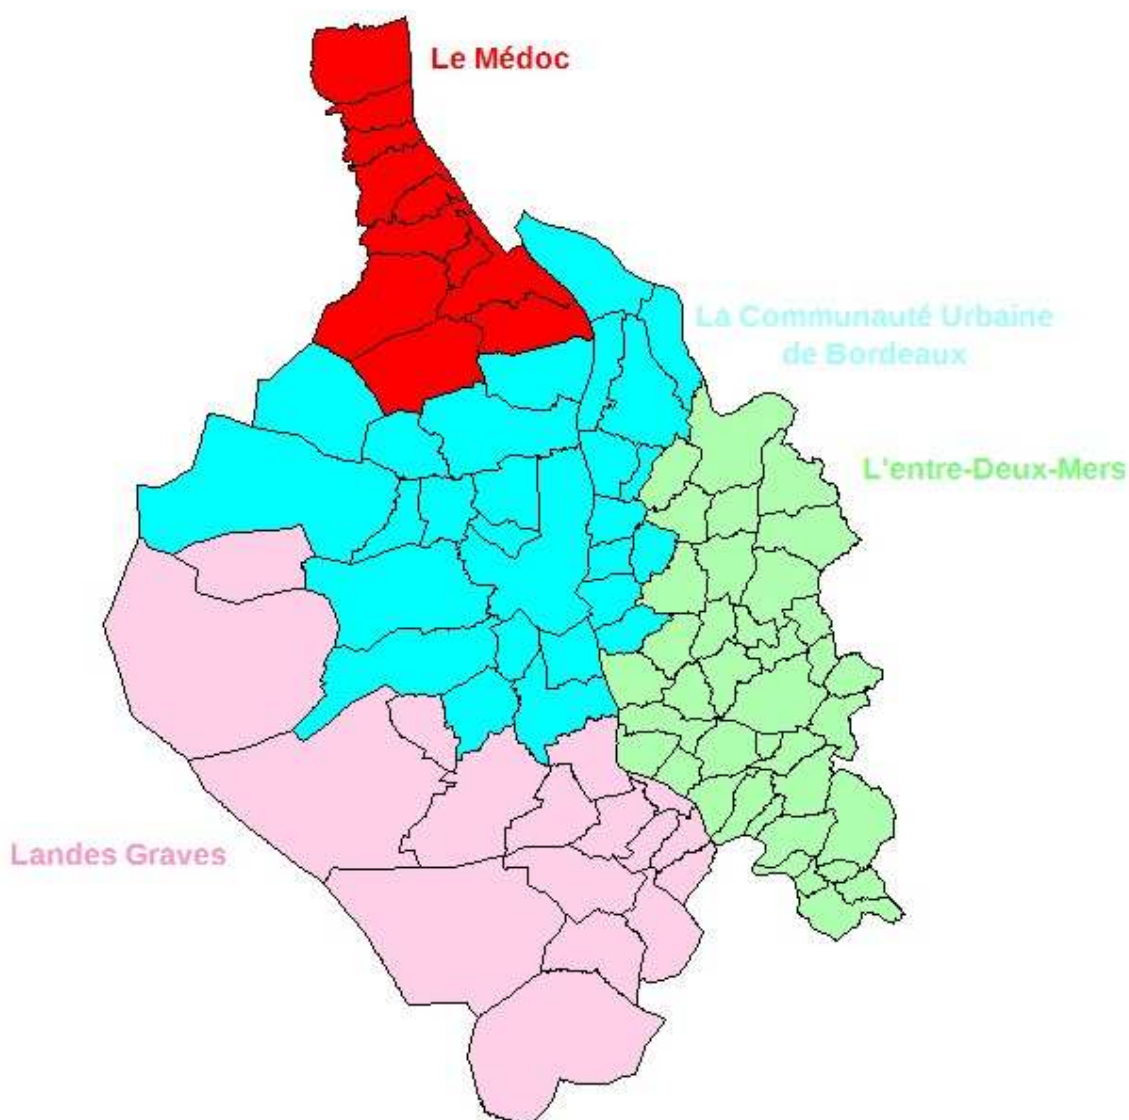 Le Médoc
La Communauté Urbaine
de Bordeaux
L'entre-Deux-Mers
Landes Graves